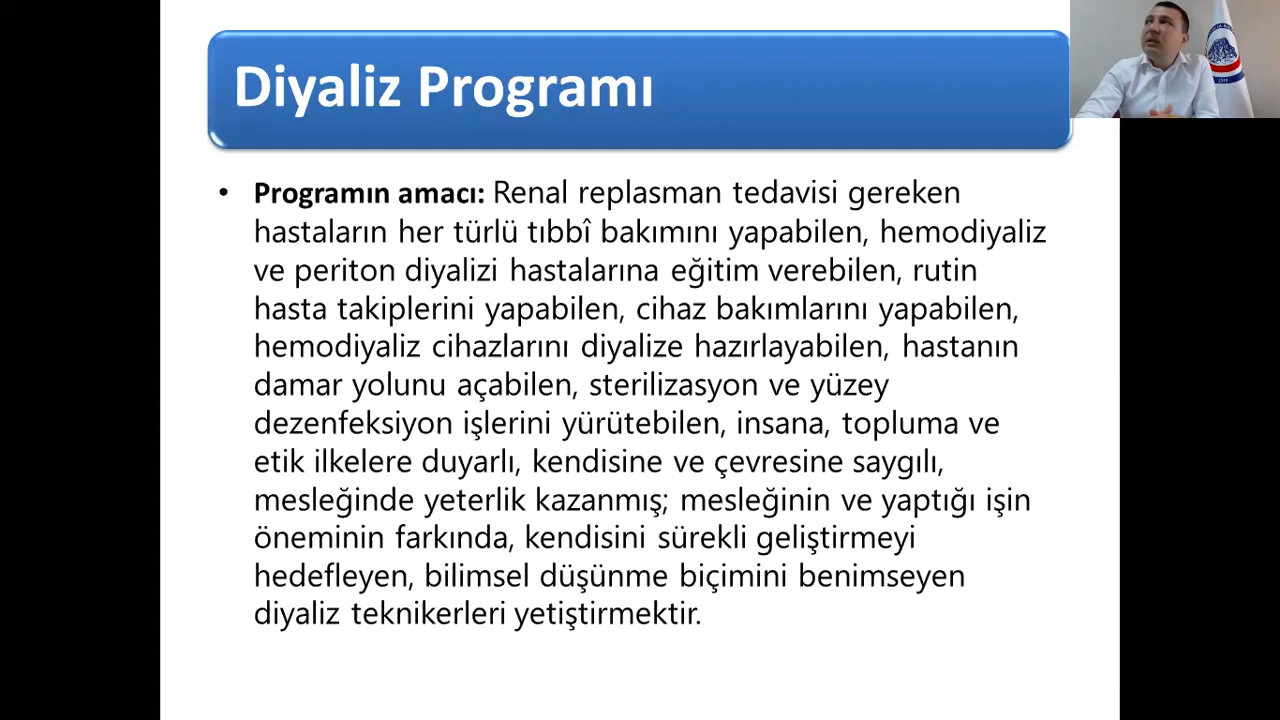 Diyaliz Programı
• Programın amacı: Renal replasman tedavisi gereken
hastaların her türlü tıbbî bakımını yapabilen, hemodiyaliz
ve periton diyalizi hastalarına eğitim verebilen, rutin
hasta takiplerini yapabilen, cihaz bakımlarını yapabilen,
hemodiyaliz cihazlarını diyalize hazırlayabilen, hastanın
damar yolunu açabilen, sterilizasyon ve yüzey
dezenfeksiyon işlerini yürütebilen, insana, topluma ve
etik ilkelere duyarlı, kendisine ve çevresine saygılı,
mesleğinde yeterlik kazanmış; mesleğinin ve yaptığı işin
öneminin farkında, kendisini sürekli geliştirmeyi
hedefleyen, bilimsel düşünme biçimini benimseyen
diyaliz teknikerleri yetiştirmektir.